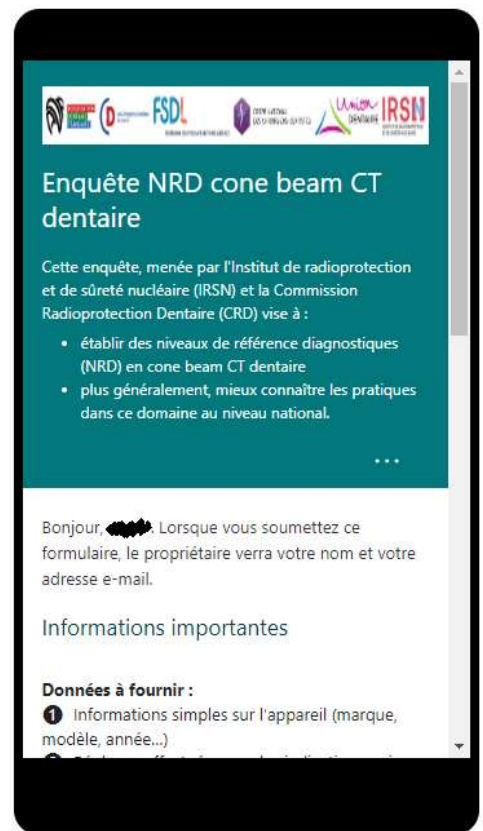 FSDL
Union
DENTAIRE
IRSN
Enquête NRD cone beam CT
dentaire
Cette enquête, menée par l'Institut de radioprotection
et de sûreté nucléaire (IRSN) et la Commission
Radioprotection Dentaire (CRD) vise à :
• établir des niveaux de référence diagnostiques
(NRD) en cone beam CT dentaire
• plus généralement, mieux connaître les pratiques
dans ce domaine au niveau national.
...
Bonjour, . Lorsque vous soumettez ce
formulaire, le propriétaire verra votre nom et votre
adresse e-mail.
Informations importantes
Données à fournir :
1 Informations simples sur l'appareil (marque,
modèle, année...)